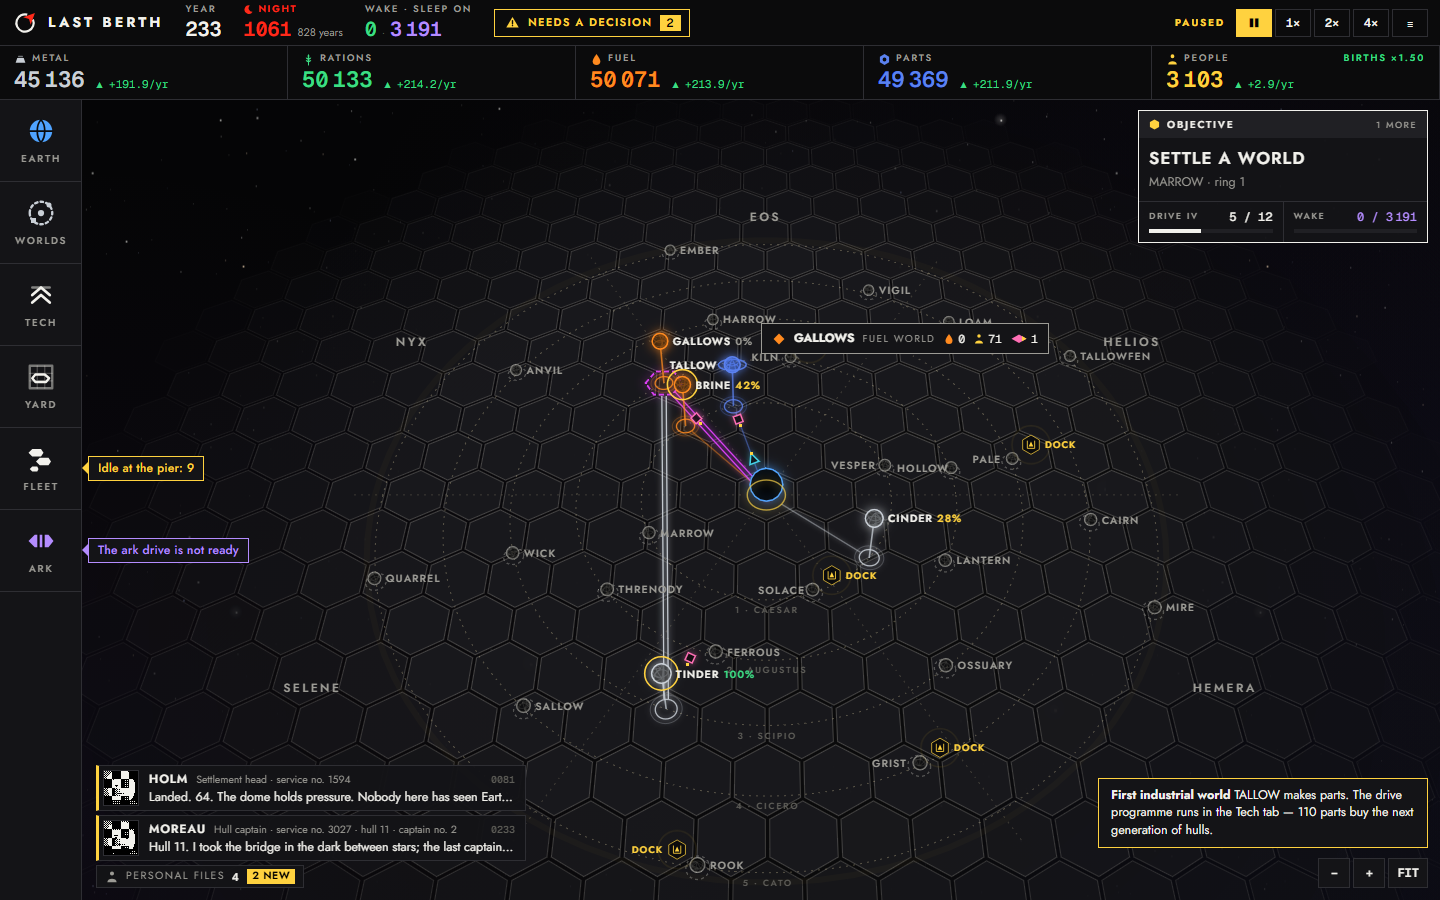 LAST BERTH
YEAR
233
NIGHT
1061 828 years
WAKE · SLEEP ON
0 · 3 191
NEEDS A DECISION 2
PAUSED
1×
2×
4×
METAL
45 136 ▲ +191.9/yr
RATIONS
50 133 ▲ +214.2/yr
FUEL
50 071 ▲ +213.9/yr
PARTS
49 369 ▲ +211.9/yr
PEOPLE BIRTHS ×1.50
3 103 ▲ +2.9/yr
EARTH
WORLDS
TECH
YARD
FLEET
ARK
Idle at the pier: 9
The ark drive is not ready
OBJECTIVE 1 MORE
SETTLE A WORLD
MARROW · ring 1
DRIVE IV 5 / 12
WAKE 0 / 3 191
EOS
EMBER
VIGIL
HARROW
LOAM
NYX
GALLOWS 0%
GALLOWS FUEL WORLD 0 71 1
HELIOS
TALLOWFEN
KILN
TALLOW
ANVIL
BRINE 42%
DOCK
VESPER
HOLLOW
PALE
CINDER 28%
CAIRN
MARROW
WICK
LANTERN
QUARREL
THRENODY
SOLACE
DOCK
1 · CAESAR
MIRE
FERROUS
AUGUSTUS
TINDER 100%
OSSUARY
SELENE
HEMERA
SALLOW
3 · SCIPIO
DOCK
GRIST
4 · CICERO
DOCK
ROOK
5 · CATO
HOLM Settlement head · service no. 1594 0081
Landed. 64. The dome holds pressure. Nobody here has seen Eart...
MOREAU Hull captain · service no. 3027 · hull 11 · captain no. 2 0233
Hull 11. I took the bridge in the dark between stars; the last captain...
PERSONAL FILES 4 2 NEW
First industrial world TALLOW makes parts. The drive
programme runs in the Tech tab — 110 parts buy the next
generation of hulls.
−
+
FIT